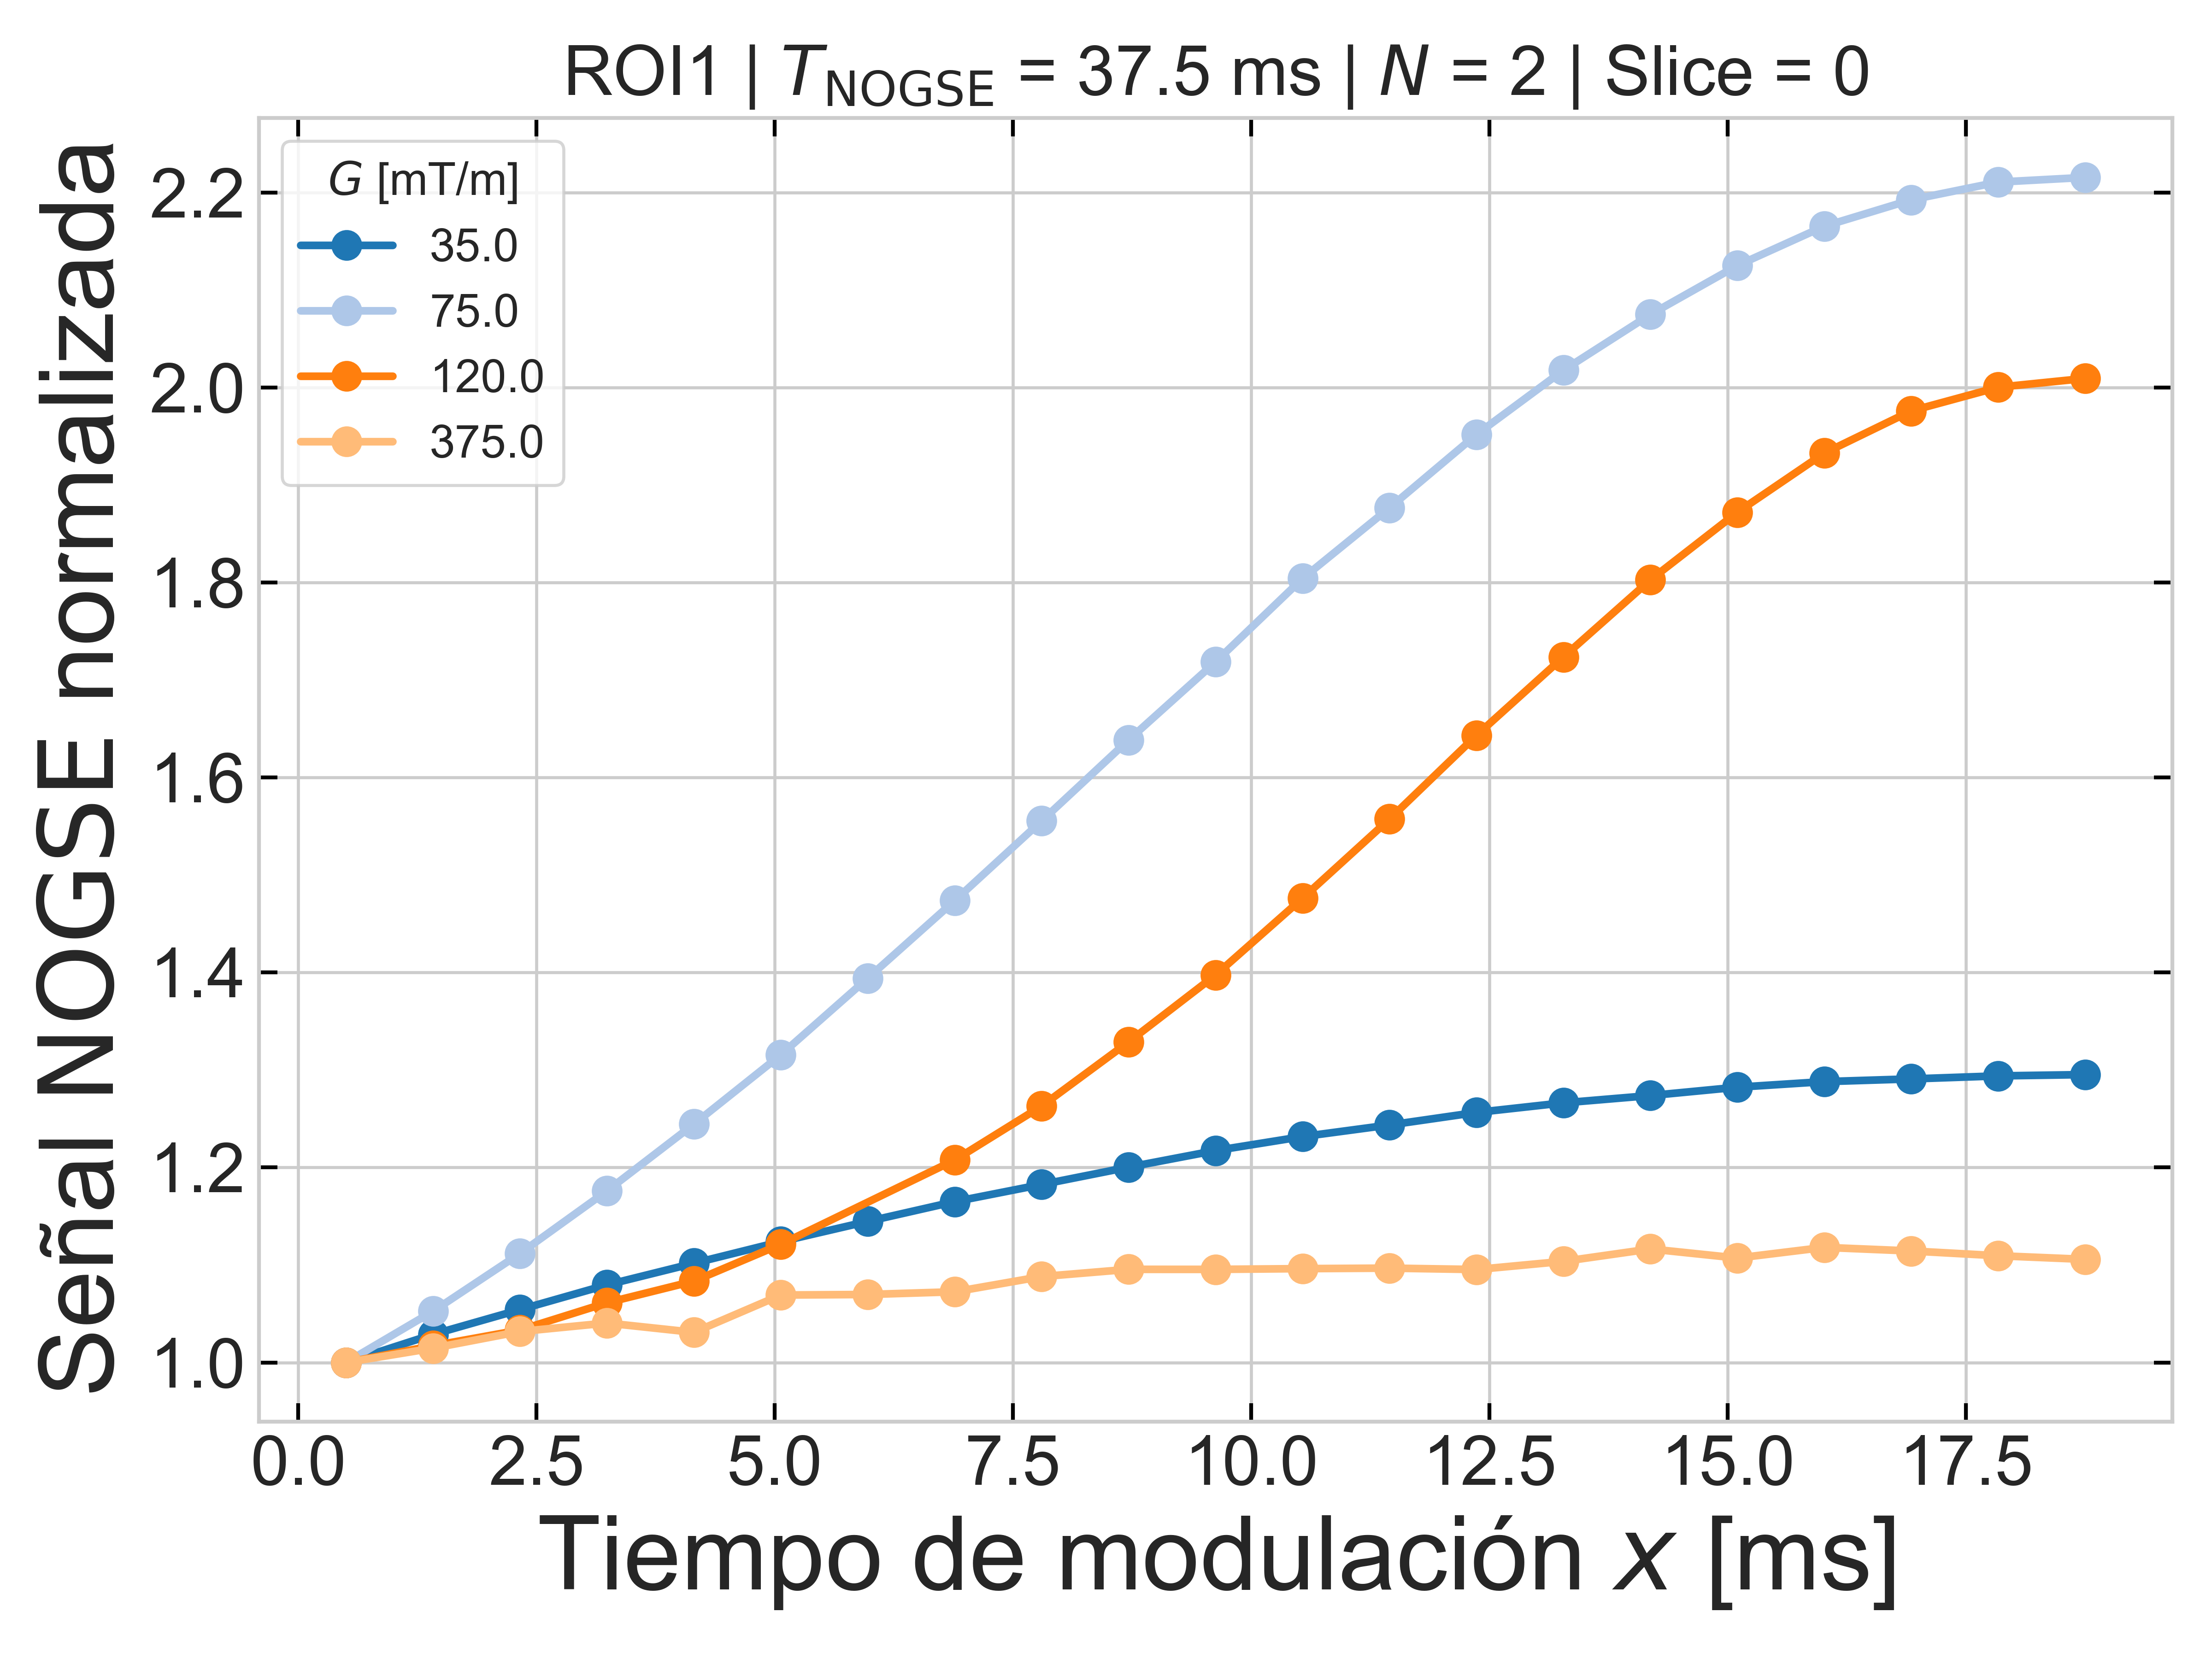 ROI1 | T_NOGSE = 37.5 ms | N = 2 | Slice = 0
Señal NOGSE normalizada
2.2
2.0
1.8
1.6
1.4
1.2
1.0
G [mT/m]
35.0
75.0
120.0
375.0
0.0 2.5 5.0 7.5 10.0 12.5 15.0 17.5
Tiempo de modulación x [ms]